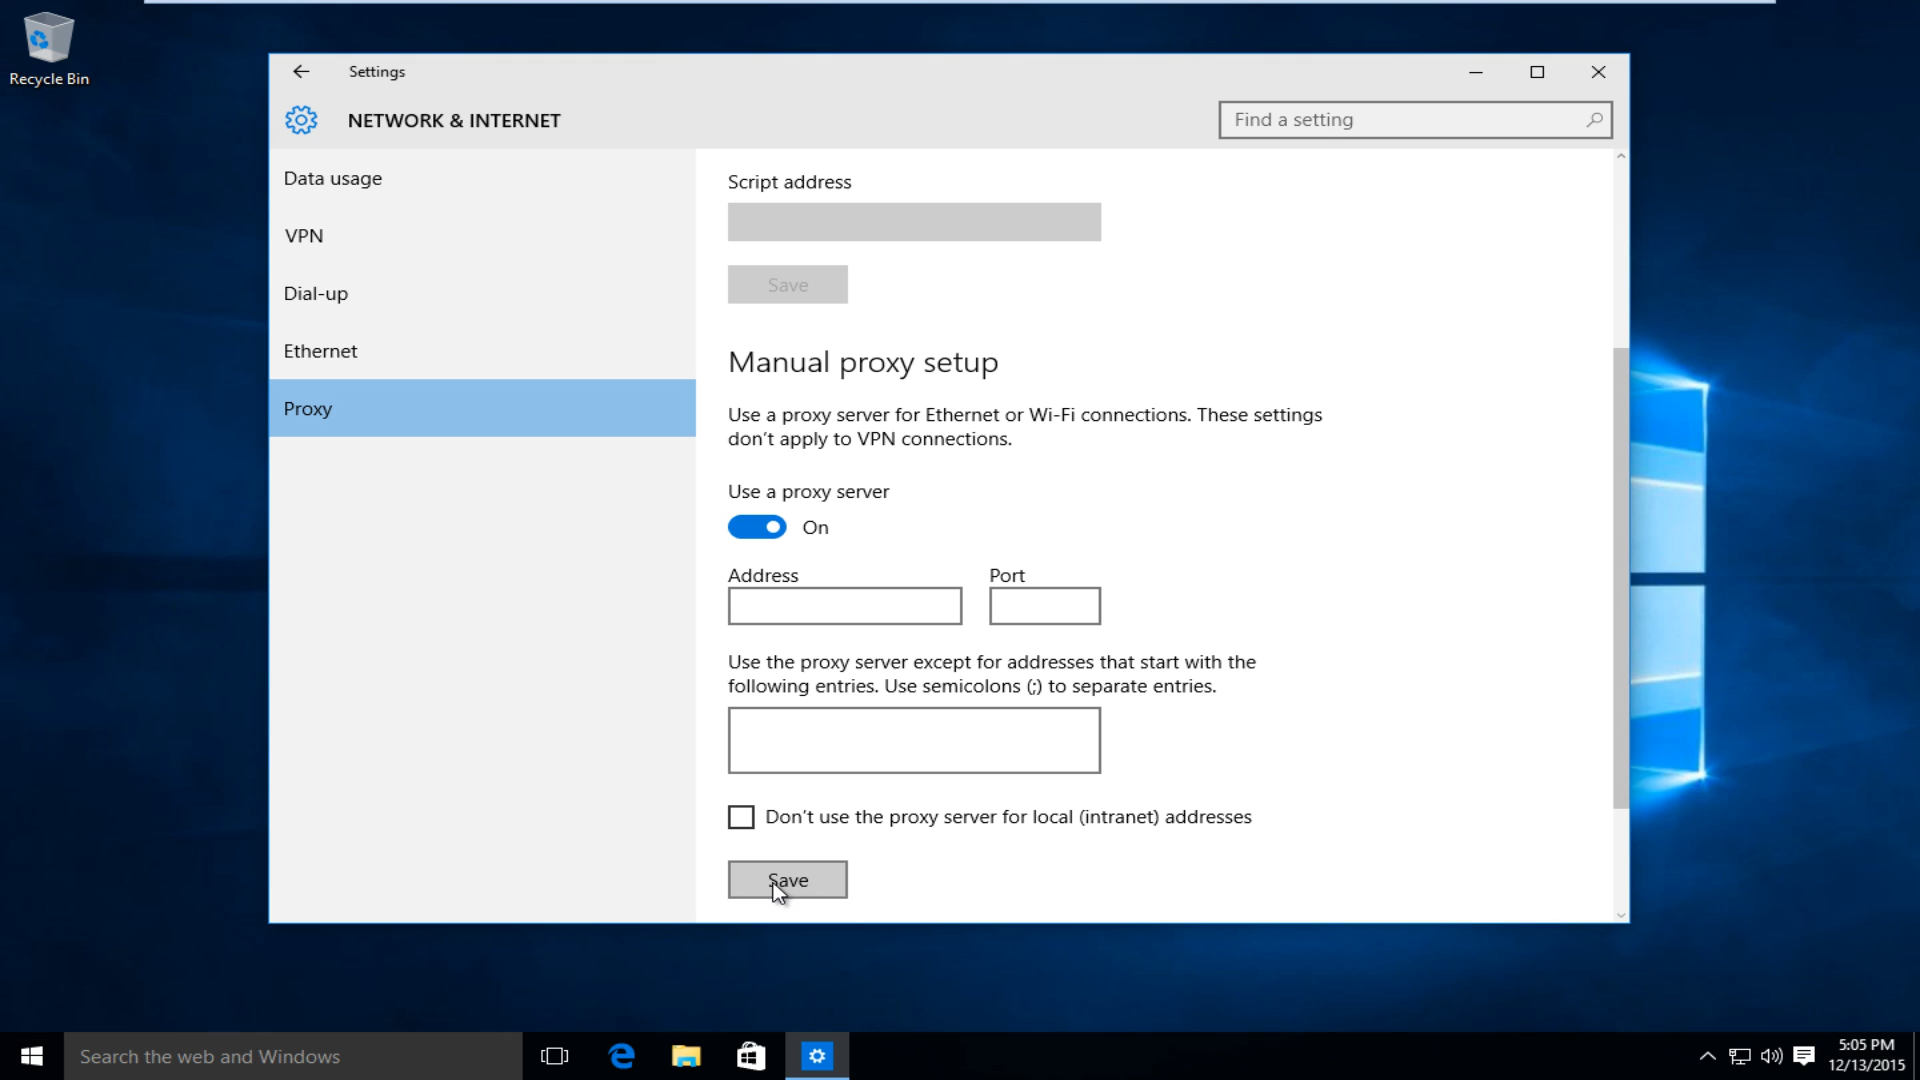 Recycle Bin
Settings
NETWORK & INTERNET
Find a setting
Data usage
VPN
Dial-up
Ethernet
Proxy
Script address
Save
Manual proxy setup
Use a proxy server for Ethernet or Wi-Fi connections. These settings
don't apply to VPN connections.
Use a proxy server
On
Address Port
Use the proxy server except for addresses that start with the
following entries. Use semicolons (;) to separate entries.
Don't use the proxy server for local (intranet) addresses
Save
Search the web and Windows
5:05 PM
12/13/2015